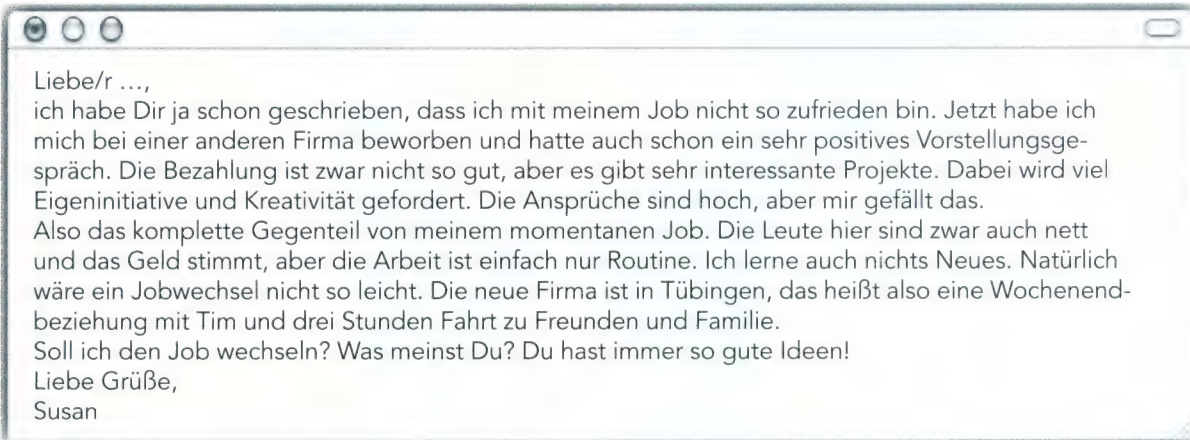 Liebe/r ...,
ich habe Dir ja schon geschrieben, dass ich mit meinem Job nicht so zufrieden bin. Jetzt habe ich
mich bei einer anderen Firma beworben und hatte auch schon ein sehr positives Vorstellungsge-
spräch. Die Bezahlung ist zwar nicht so gut, aber es gibt sehr interessante Projekte. Dabei wird viel
Eigeninitiative und Kreativität gefordert. Die Ansprüche sind hoch, aber mir gefällt das.
Also das komplette Gegenteil von meinem momentanen Job. Die Leute hier sind zwar auch nett
und das Geld stimmt, aber die Arbeit ist einfach nur Routine. Ich lerne auch nichts Neues. Natürlich
wäre ein Jobwechsel nicht so leicht. Die neue Firma ist in Tübingen, das heißt also eine Wochenend-
beziehung mit Tim und drei Stunden Fahrt zu Freunden und Familie.
Soll ich den Job wechseln? Was meinst Du? Du hast immer so gute Ideen!
Liebe Grüße,
Susan